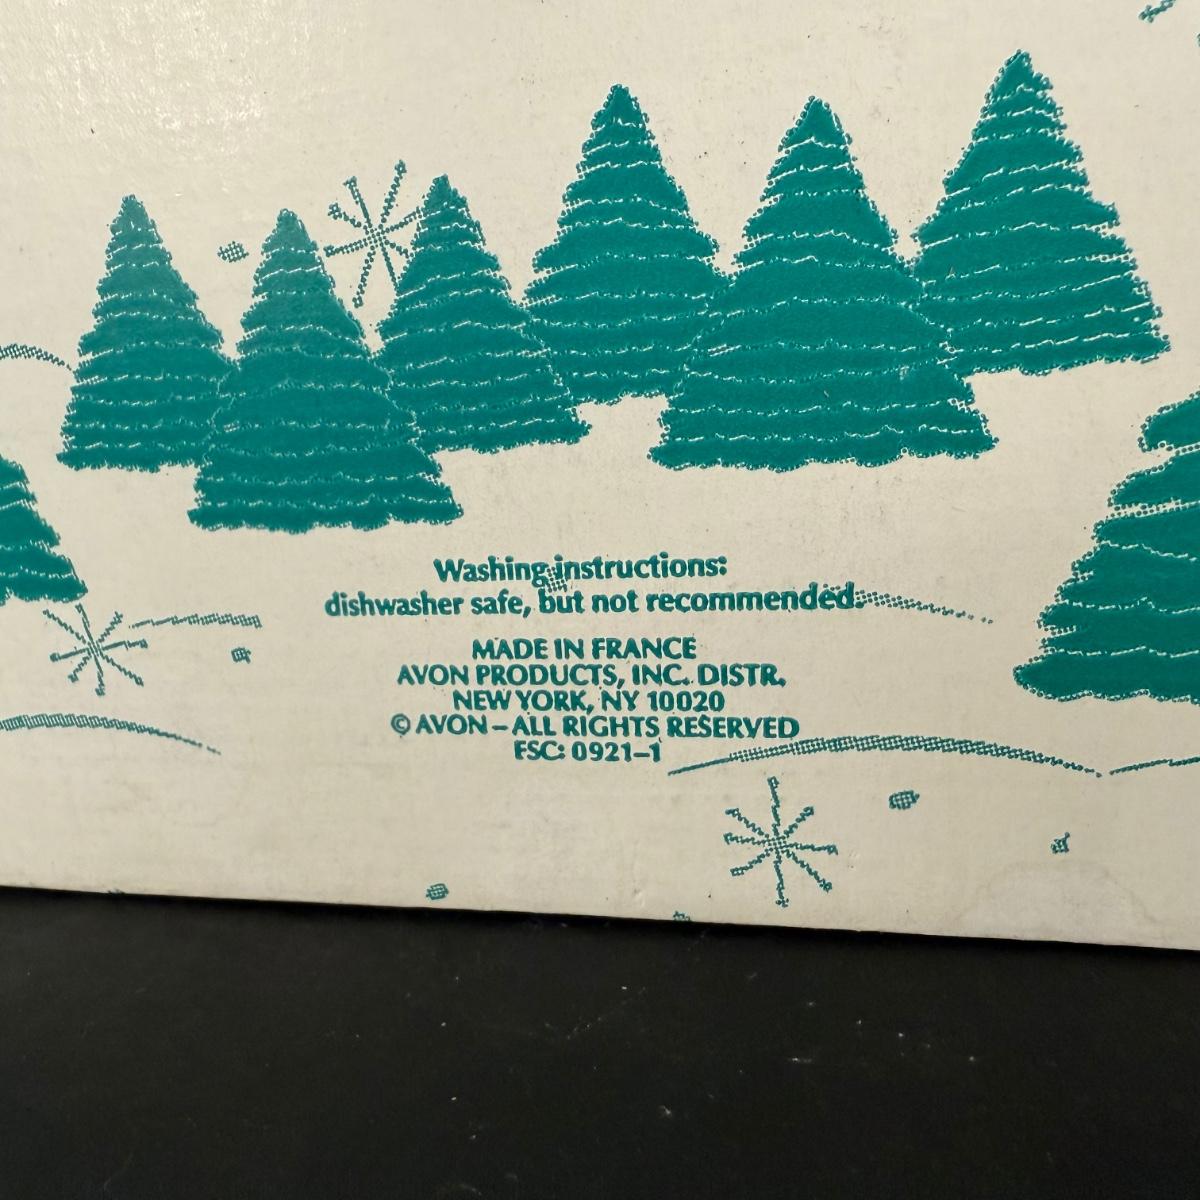 Washing instructions:
dishwasher safe, but not recommended.
MADE IN FRANCE
AVON PRODUCTS, INC. DISTR.
NEW YORK, NY 10020
© AVON – ALL RIGHTS RESERVED
FSC: 0921–1